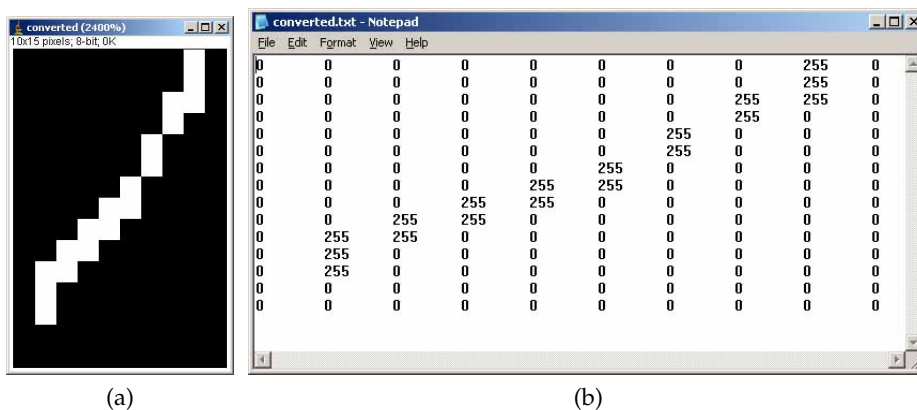 converted (2400%)
10x15 pixels; 8-bit; 0K
converted.txt - Notepad
File Edit Format View Help
0 0 0 0 0 0 0 0 255 0
0 0 0 0 0 0 0 0 255 0
0 0 0 0 0 0 0 255 255 0
0 0 0 0 0 0 0 255 0 0
0 0 0 0 0 0 255 0 0 0
0 0 0 0 0 0 255 0 0 0
0 0 0 0 0 255 0 0 0 0
0 0 0 0 255 255 0 0 0 0
0 0 0 255 255 0 0 0 0 0
0 0 255 255 0 0 0 0 0 0
0 255 255 0 0 0 0 0 0 0
0 255 0 0 0 0 0 0 0 0
0 255 0 0 0 0 0 0 0 0
0 0 0 0 0 0 0 0 0 0
0 0 0 0 0 0 0 0 0 0
(a)
(b)